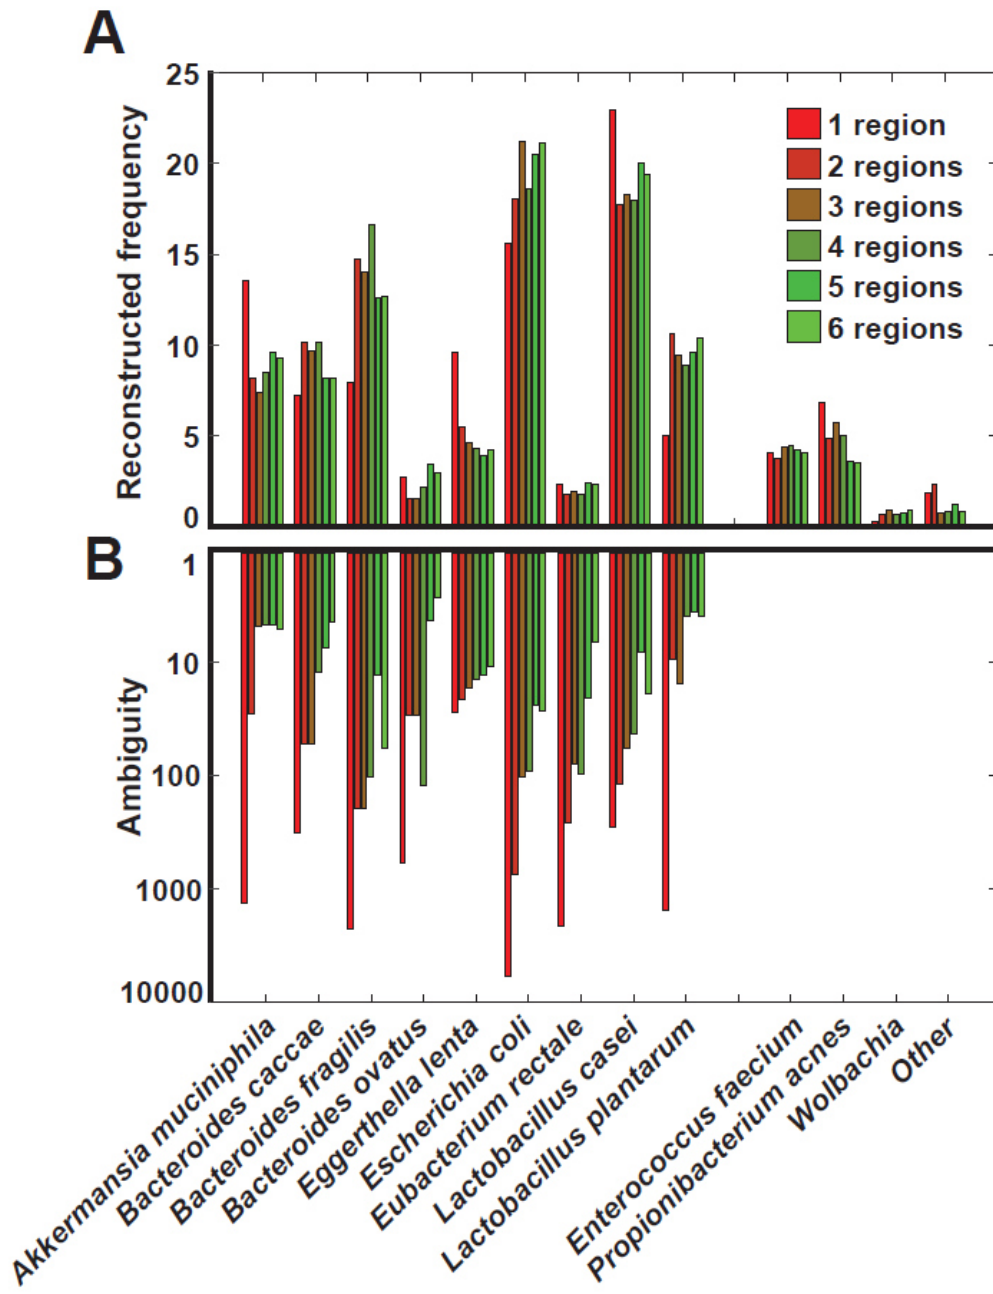 A
25
20
15
10
5
0
Reconstructed frequency
1 region
2 regions
3 regions
4 regions
5 regions
6 regions
B
1
10
100
1000
10000
Ambiguity
Akkermansia muciniphila
Bacteroides caccae
Bacteroides fragilis
Bacteroides ovatus
Eggerthella lenta
Escherichia coli
Eubacterium rectale
Lactobacillus casei
Lactobacillus plantarum
Enterococcus faecium
Propionibacterium acnes
Wolbachia
Other